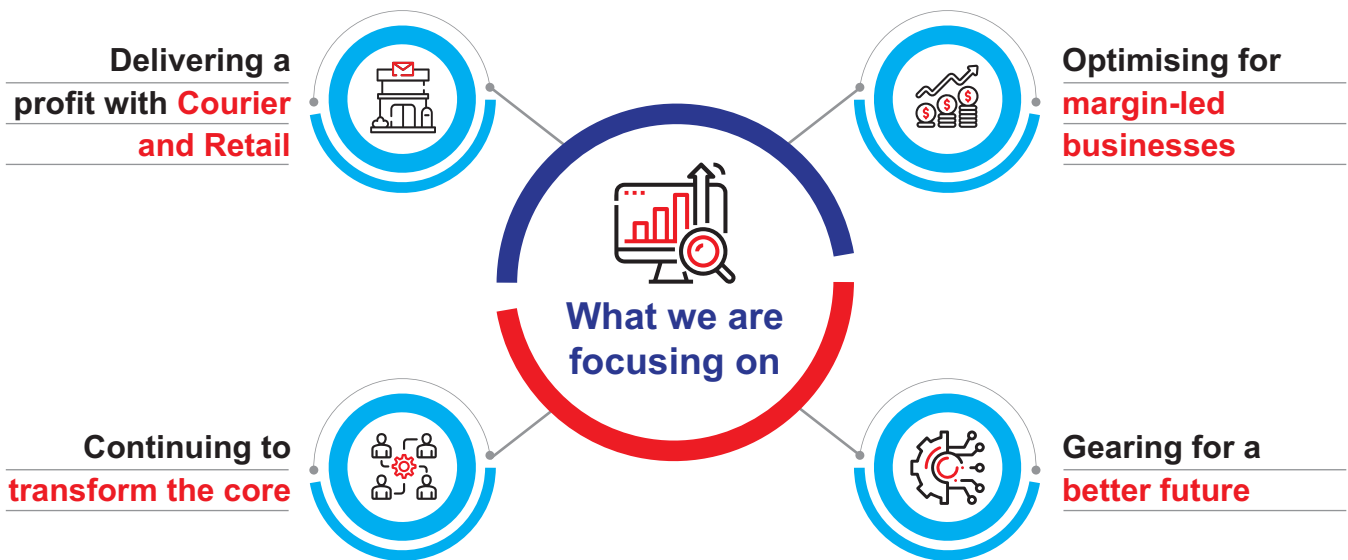 Delivering a
profit with Courier
and Retail
Optimising for
margin-led
businesses
What we are
focusing on
Continuing to
transform the core
Gearing for a
better future